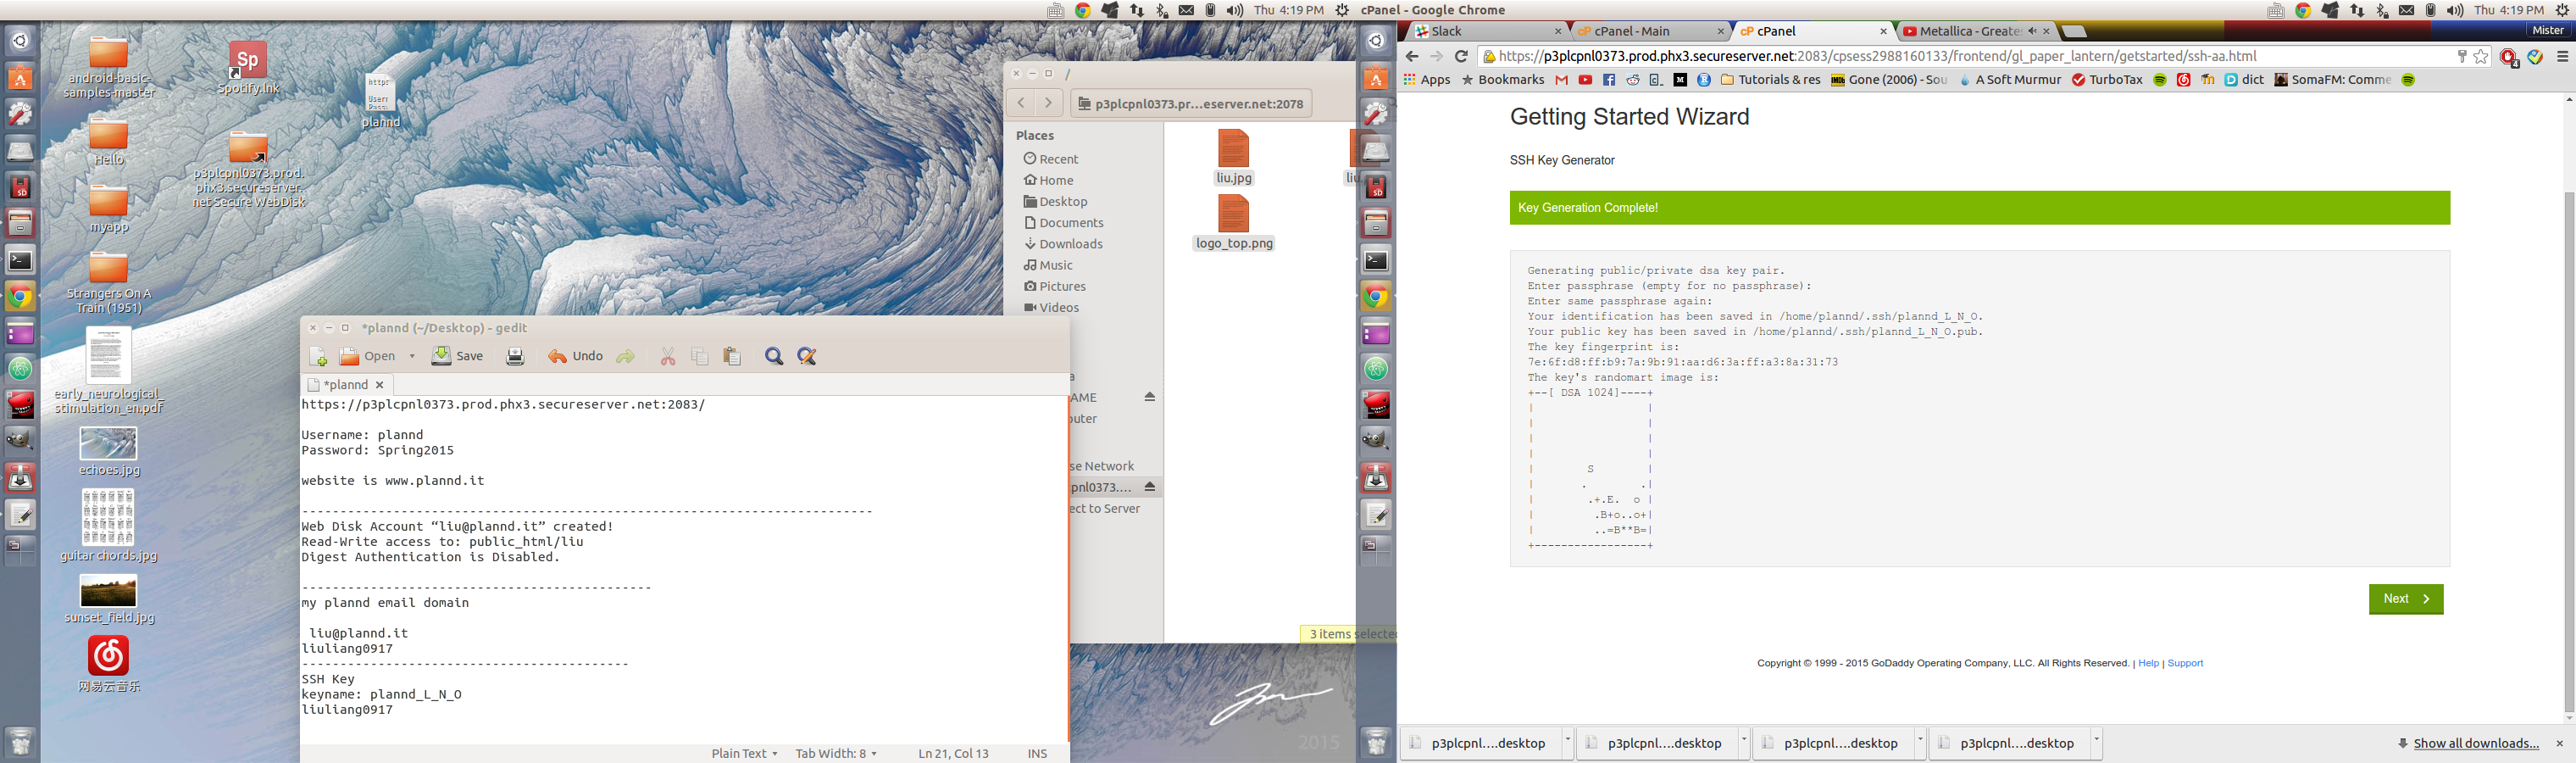 Thu 4:19 PM
cPanel - Google Chrome
Thu 4:19 PM
android-basic-
samples-master
Hello
myapp
Strangers On A
Train (1951)
early_neurological_
stimulation_en.pdf
echoes.jpg
guitar chords.jpg
sunset_field.jpg
网易云音乐
Sp
Spotify.lnk
p3plcpnl0373.prod.
phx3.secureserver.
net Secure WebDisk
https
User:
Pass:
plannd
/
p3plcpnl0373.pr...eserver.net:2078
Places
Recent
Home
Desktop
Documents
Downloads
Music
Pictures
Videos
a
AME
puter
se Network
pnl0373....
ect to Server
liu.jpg
liu
logo_top.png
3 items selecte
*plannd (~/Desktop) - gedit
Open
Save
Undo
*plannd
https://p3plcpnl0373.prod.phx3.secureserver.net:2083/
Username: plannd
Password: Spring2015
website is www.plannd.it
---------------------------------------------------------------------------
Web Disk Account “liu@plannd.it” created!
Read-Write access to: public_html/liu
Digest Authentication is Disabled.
----------------------------------------------
my plannd email domain
liu@plannd.it
liuliang0917
-------------------------------------------
SSH Key
keyname: plannd_L_N_O
liuliang0917
Plain Text
Tab Width: 8
Ln 21, Col 13
INS
2015
Slack
cPanel - Main
cPanel
Metallica - Greates
Mister
https://p3plcpnl0373.prod.phx3.secureserver.net:2083/cpsess2988160133/frontend/gl_paper_lantern/getstarted/ssh-aa.html
Apps
Bookmarks
Tutorials & res
Gone (2006) - Sou
A Soft Murmur
TurboTax
dict
SomaFM: Comme
Getting Started Wizard
SSH Key Generator
Key Generation Complete!
Generating public/private dsa key pair.
Enter passphrase (empty for no passphrase):
Enter same passphrase again:
Your identification has been saved in /home/plannd/.ssh/plannd_L_N_O.
Your public key has been saved in /home/plannd/.ssh/plannd_L_N_O.pub.
The key fingerprint is:
7e:6f:d8:ff:b9:7a:9b:91:aa:d6:3a:ff:a3:8a:31:73
The key's randomart image is:
+--[ DSA 1024]----+
|                 |
|                 |
|                 |
|                 |
|        S        |
|       .        .|
|        .+.E.  o |
|         .B+o..o+|
|         ..=B**B=|
+-----------------+
Next
Copyright © 1999 - 2015 GoDaddy Operating Company, LLC. All Rights Reserved. | Help | Support
p3plcpnl....desktop
p3plcpnl....desktop
p3plcpnl....desktop
p3plcpnl....desktop
Show all downloads...